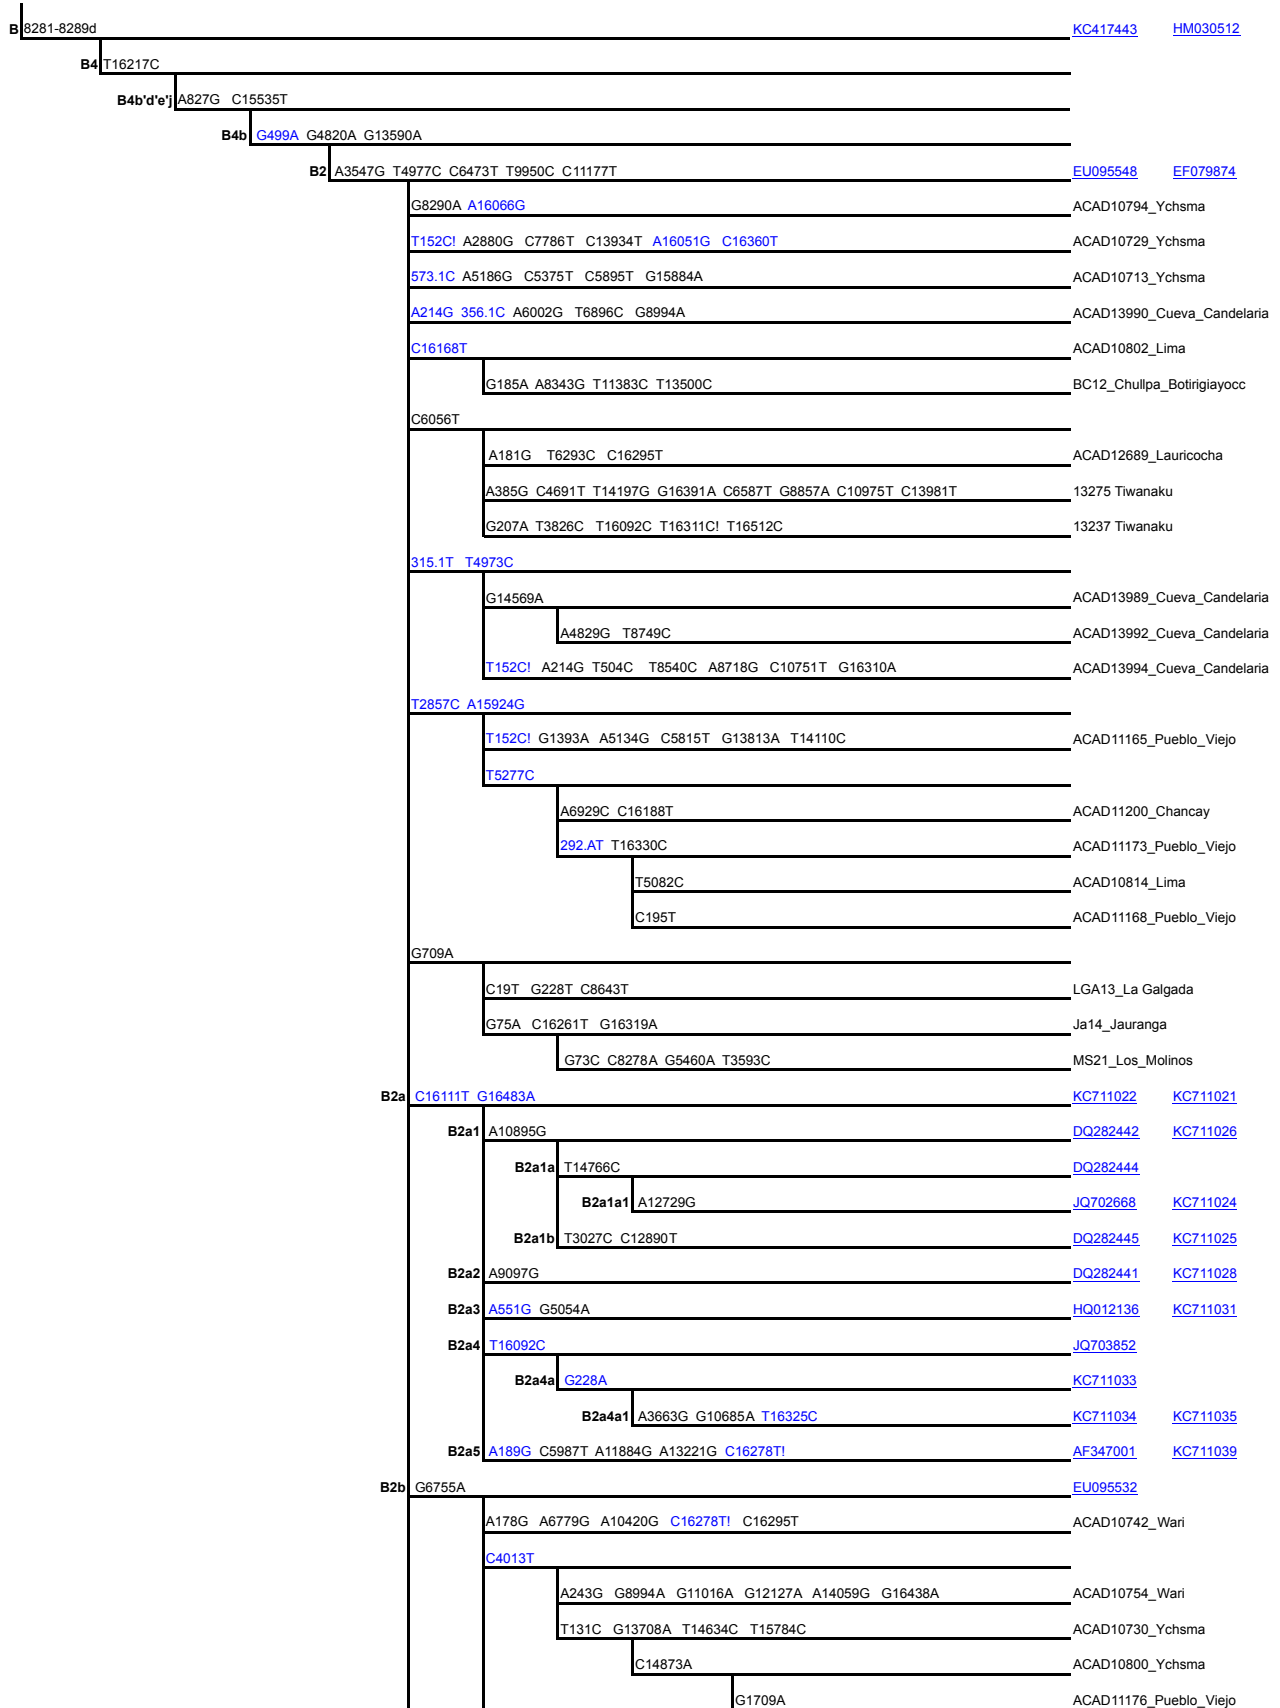 B 8281-8289d KC417443 HM030512
B4 T16217C
B4b'd'e'j A827G C15535T
B4b G499A G4820A G13590A
B2 A3547G T4977C C6473T T9950C C11177T EU095548 EF079874
G8290A A16066G ACAD10794_Ychsma
T152C! A2880G C7786T C13934T A16051G C16360T ACAD10729_Ychsma
573.1C A5186G C5375T C5895T G15884A ACAD10713_Ychsma
A214G 356.1C A6002G T6896C G8994A ACAD13990_Cueva_Candelaria
C16168T ACAD10802_Lima
G185A A8343G T11383C T13500C BC12_Chullpa_Botirigiayocc
C6056T
A181G T6293C C16295T ACAD12689_Lauricocha
A385G C4691T T14197G G16391A C6587T G8857A C10975T C13981T 13275 Tiwanaku
G207A T3826C T16092C T16311C! T16512C 13237 Tiwanaku
315.1T T4973C
G14569A ACAD13989_Cueva_Candelaria
A4829G T8749C ACAD13992_Cueva_Candelaria
T152C! A214G T504C T8540C A8718G C10751T G16310A ACAD13994_Cueva_Candelaria
T2857C A15924G
T152C! G1393A A5134G C5815T G13813A T14110C ACAD11165_Pueblo_Viejo
T5277C
A6929C C16188T ACAD11200_Chancay
292.AT T16330C ACAD11173_Pueblo_Viejo
T5082C ACAD10814_Lima
C195T ACAD11168_Pueblo_Viejo
G709A
C19T G228T C8643T LGA13_La Galgada
G75A C16261T G16319A Ja14_Jauranga
G73C C8278A G5460A T3593C MS21_Los_Molinos
B2a C16111T G16483A KC711022 KC711021
B2a1 A10895G DQ282442 KC711026
B2a1a T14766C DQ282444
B2a1a1 A12729G JQ702668 KC711024
B2a1b T3027C C12890T DQ282445 KC711025
B2a2 A9097G DQ282441 KC711028
B2a3 A551G G5054A HQ012136 KC711031
B2a4 T16092C JQ703852
B2a4a G228A KC711033
B2a4a1 A3663G G10685A T16325C KC711034 KC711035
B2a5 A189G C5987T A11884G A13221G C16278T! AF347001 KC711039
B2b G6755A EU095532
A178G A6779G A10420G C16278T! C16295T ACAD10742_Wari
C4013T
A243G G8994A G11016A G12127A A14059G G16438A ACAD10754_Wari
T131C G13708A T14634C T15784C ACAD10730_Ychsma
C14873A ACAD10800_Ychsma
G1709A ACAD11176_Pueblo_Viejo